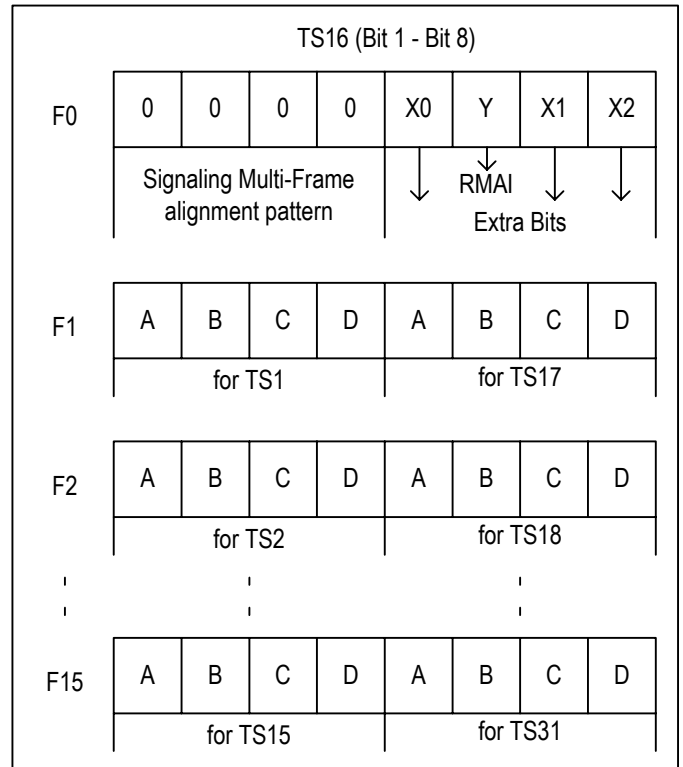 TS16 (Bit 1 - Bit 8)
F0 0 0 0 0 X0 Y X1 X2
Signaling Multi-Frame
alignment pattern
RMAI
Extra Bits
F1 A B C D A B C D
for TS1 for TS17
F2 A B C D A B C D
for TS2 for TS18
F15 A B C D A B C D
for TS15 for TS31